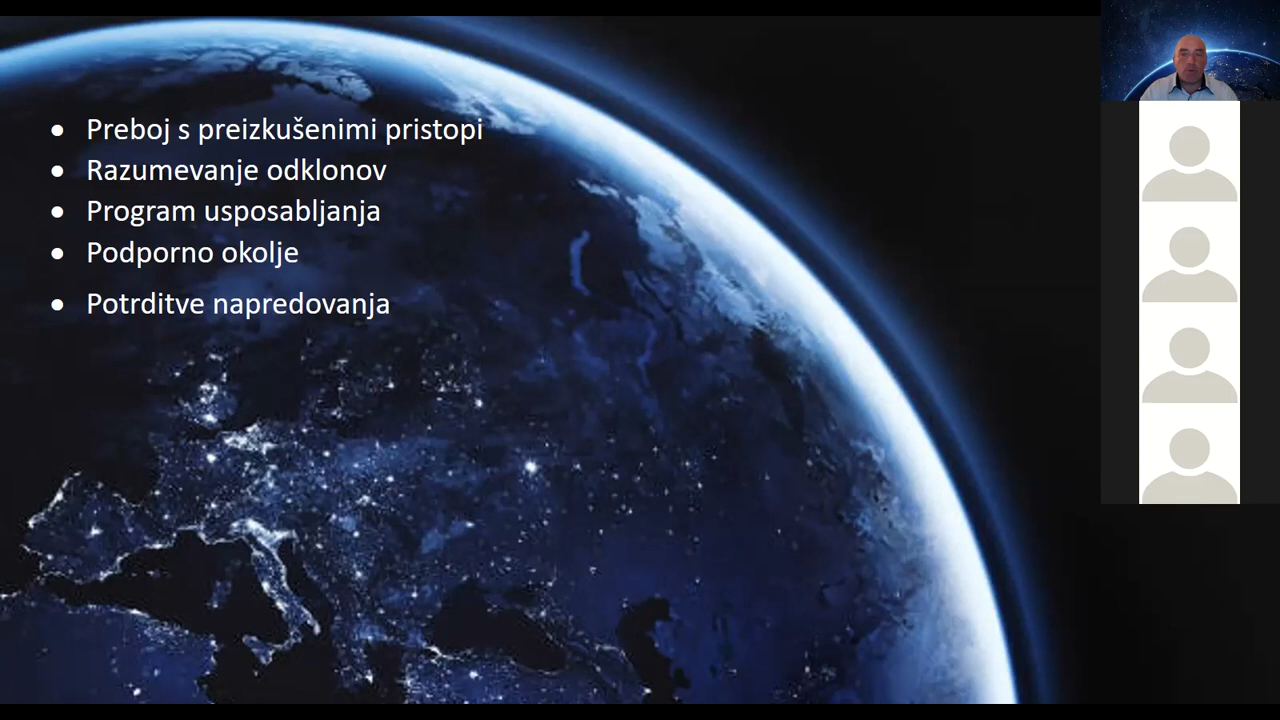 • Preboj s preizkušenimi pristopi
• Razumevanje odklonov
• Program usposabljanja
• Podporno okolje
• Potrditve napredovanja